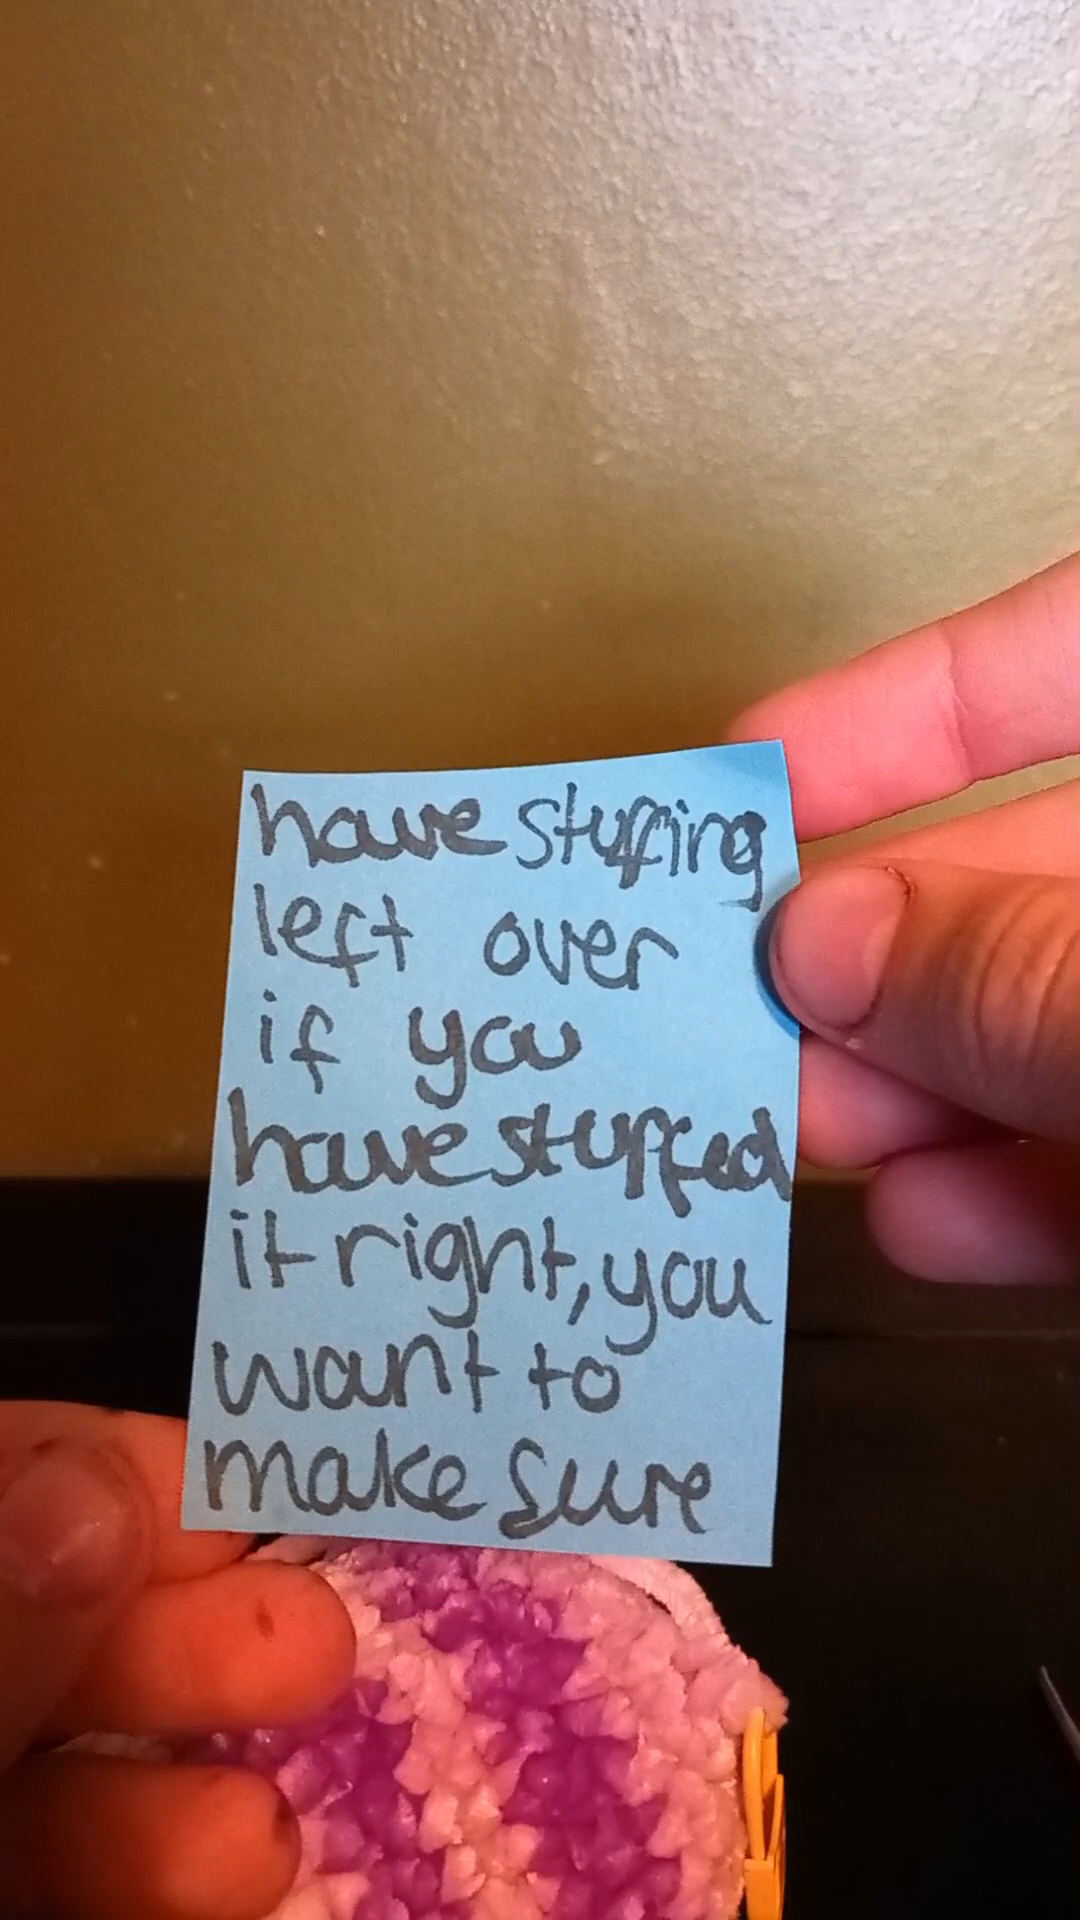 have stuffing
left over
if you
have stuffed
it right, you
want to
make sure